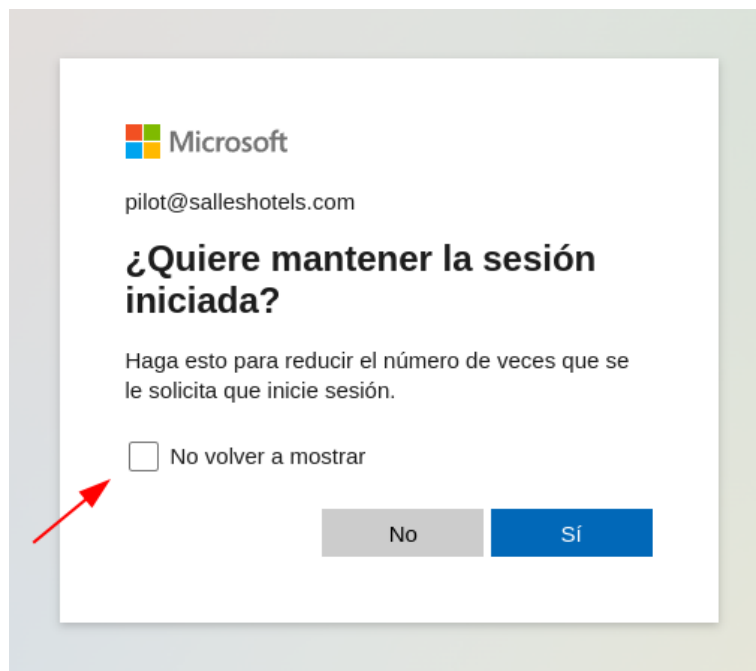 Microsoft
pilot@salleshotels.com
¿Quiere mantener la sesión
iniciada?
Haga esto para reducir el número de veces que se
le solicita que inicie sesión.
No volver a mostrar
No
Sí